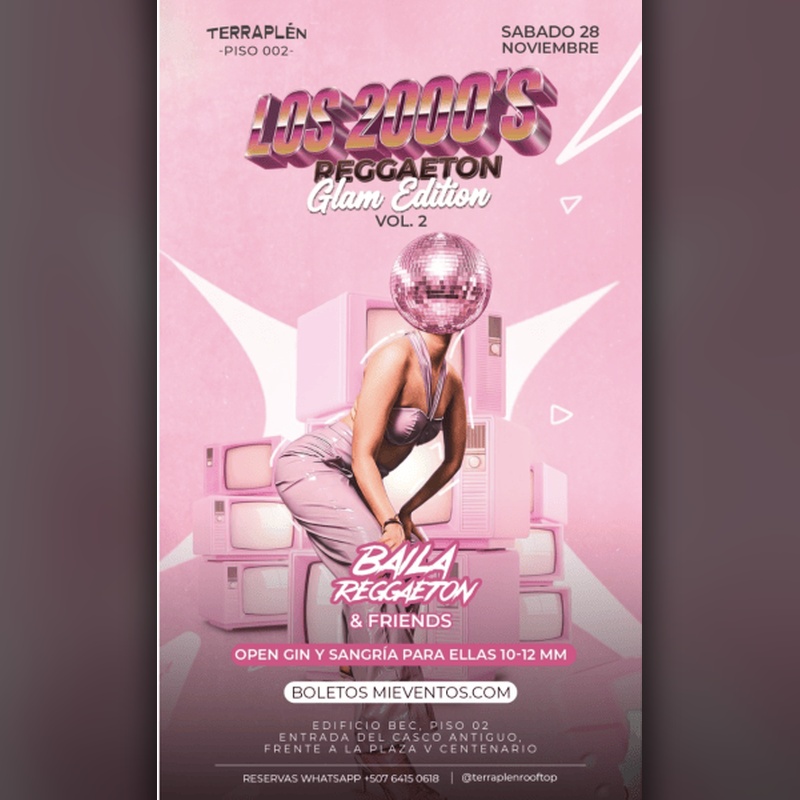 TERRAPLÉN
-PISO 002-
SABADO 28
NOVIEMBRE
LOS 2000'S
REGGAETON
Glam Edition
VOL. 2
BAILA
REGGAETON
& FRIENDS
OPEN GIN Y SANGRÍA PARA ELLAS 10-12 MM
BOLETOS MIEVENTOS.COM
EDIFICIO BEC, PISO 02
ENTRADA DEL CASCO ANTIGUO,
FRENTE A LA PLAZA V CENTENARIO
RESERVAS WHATSAPP +507 6415 0618 | @terraplenrooftop